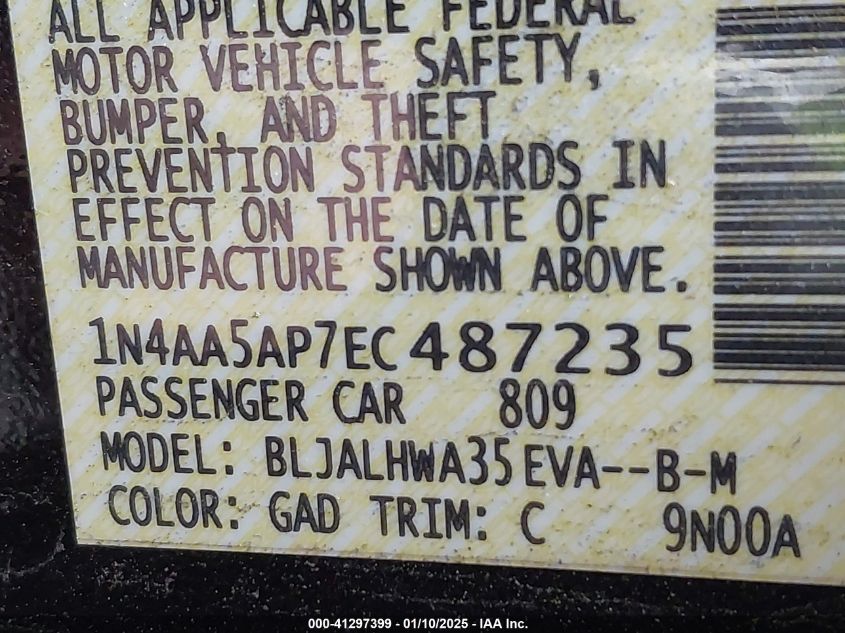 ALL APPLICABLE FEDERAL
MOTOR VEHICLE SAFETY,
BUMPER, AND THEFT
PREVENTION STANDARDS IN
EFFECT ON THE DATE OF
MANUFACTURE SHOWN ABOVE.
1N4AA5AP7EC487235
PASSENGER CAR 809
MODEL: BLJALHWA35EVA--B-M
COLOR: GAD TRIM: C 9N00A
000-41297399 - 01/10/2025 - IAA Inc.